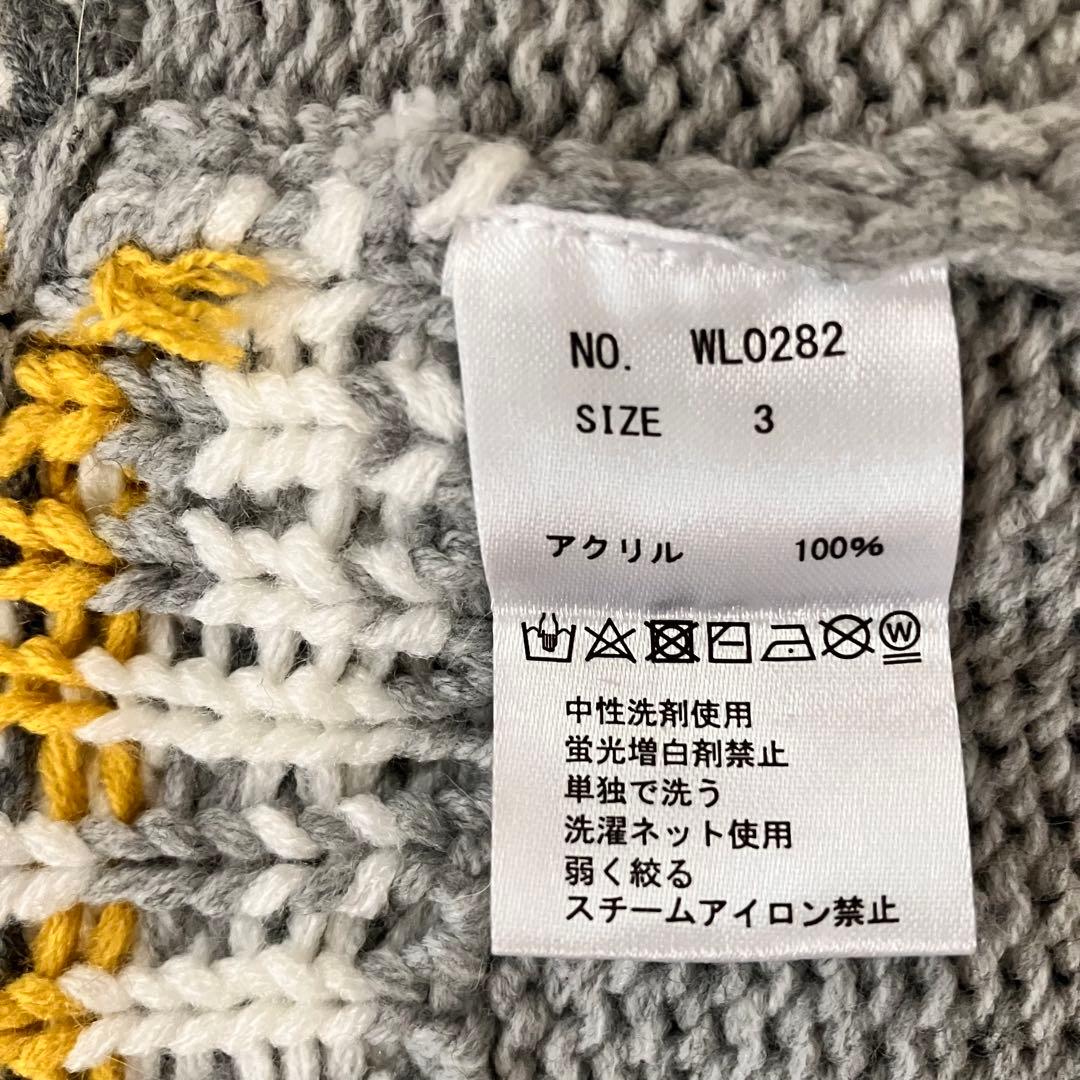 NO. WL0282
SIZE 3
アクリル 100%
W
中性洗剤使用
蛍光増白剤禁止
単独で洗う
洗濯ネット使用
弱く絞る
スチームアイロン禁止